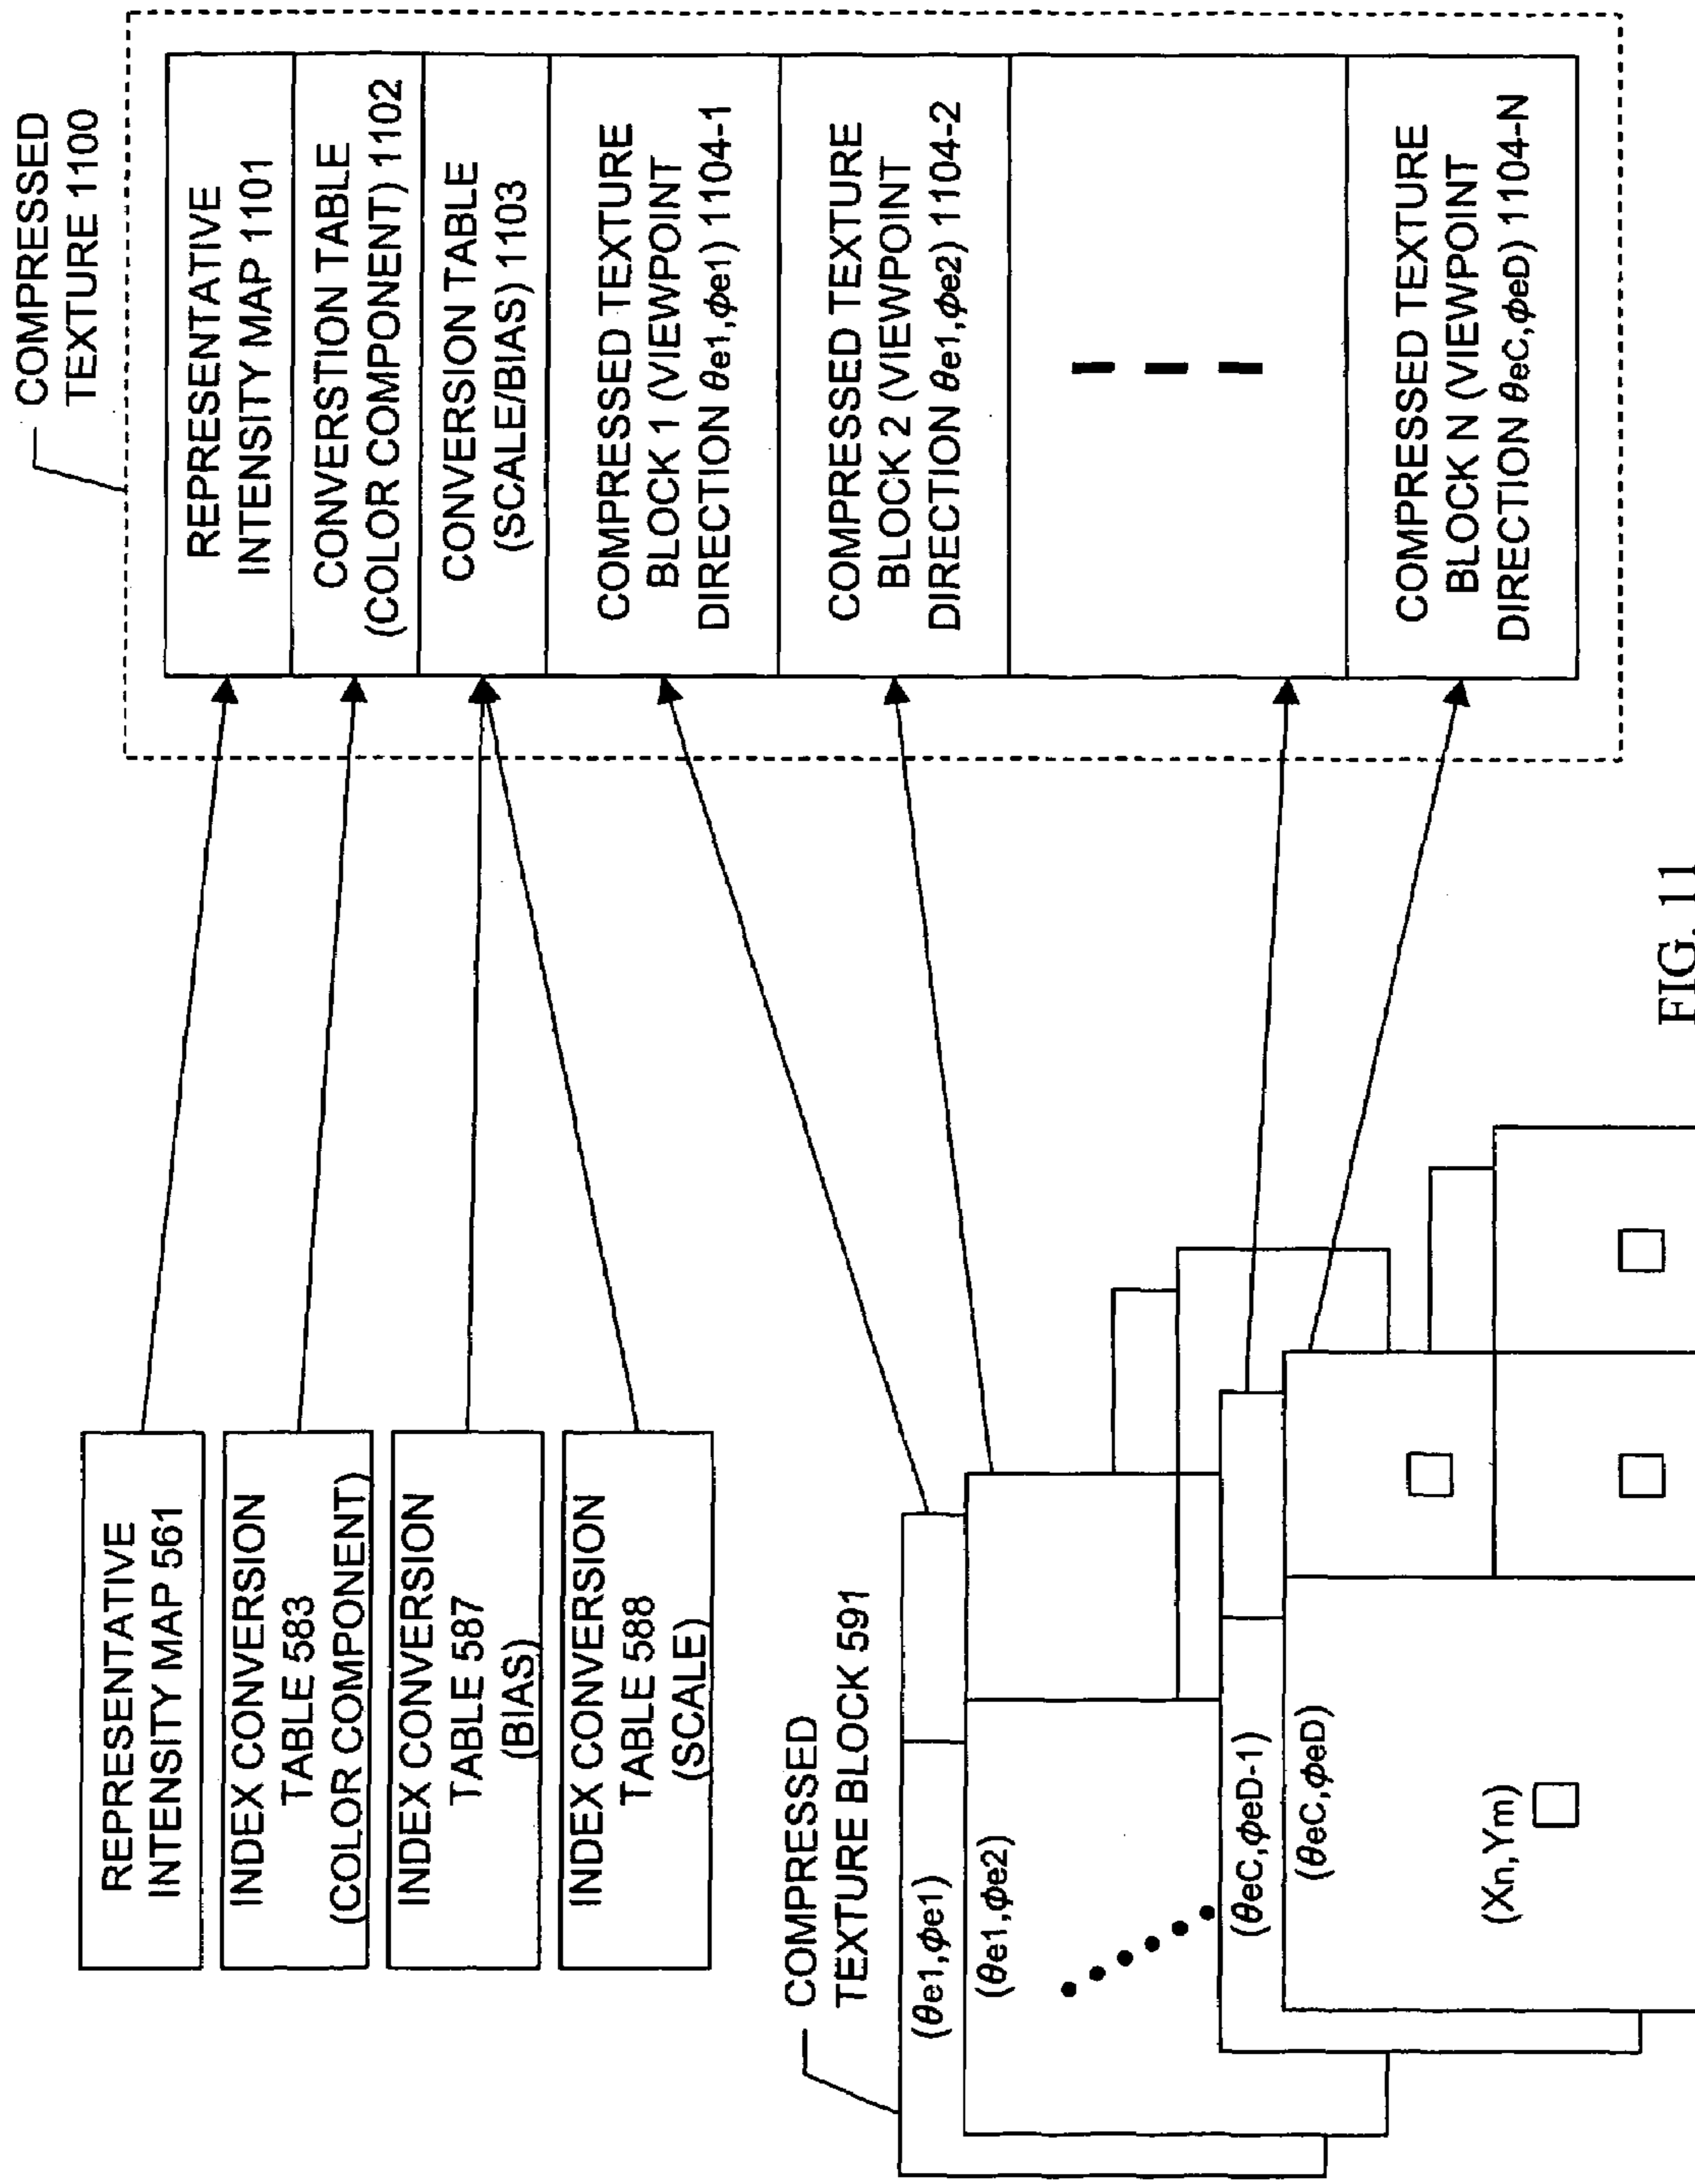 COMPRESSED
TEXTURE 1100
REPRESENTATIVE
INTENSITY MAP 1101
CONVERSTION TABLE
(COLOR COMPONENT) 1102
CONVERSION TABLE
(SCALE/BIAS) 1103
COMPRESSED TEXTURE
BLOCK 1 (VIEWPOINT
DIRECTION θe1,ϕe1) 1104-1
COMPRESSED TEXTURE
BLOCK 2 (VIEWPOINT
DIRECTION θe1,ϕe2) 1104-2
COMPRESSED TEXTURE
BLOCK N (VIEWPOINT
DIRECTION θeC,ϕeD) 1104-N
REPRESENTATIVE
INTENSITY MAP 561
INDEX CONVERSION
TABLE 583
(COLOR COMPONENT)
INDEX CONVERSION
TABLE 587
(BIAS)
INDEX CONVERSION
TABLE 588
(SCALE)
COMPRESSED
TEXTURE BLOCK 591
(θe1,ϕe1)
(θe1,ϕe2)
(θeC,ϕeD-1)
(θeC,ϕeD)
(Xn,Ym)
FIG. 11